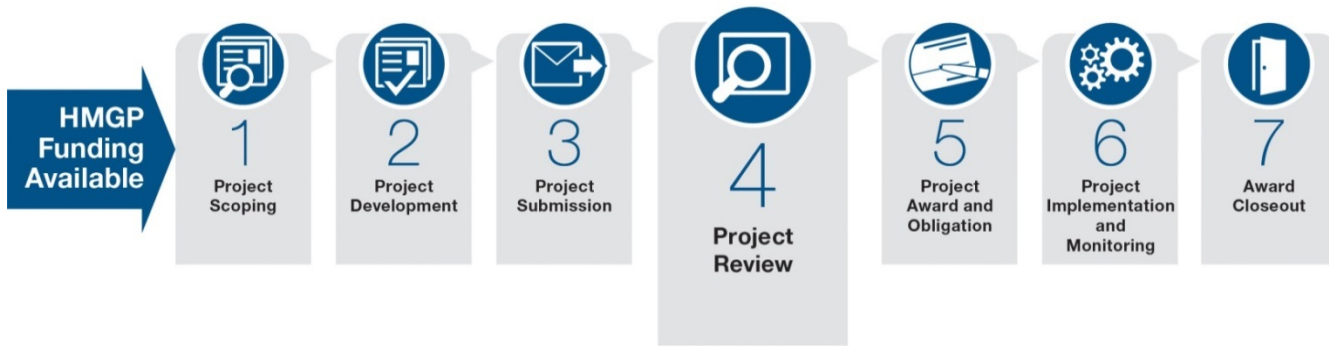 HMGP
Funding
Available
1
Project
Scoping
2
Project
Development
3
Project
Submission
4
Project
Review
5
Project
Award and
Obligation
6
Project
Implementation
and
Monitoring
7
Award
Closeout